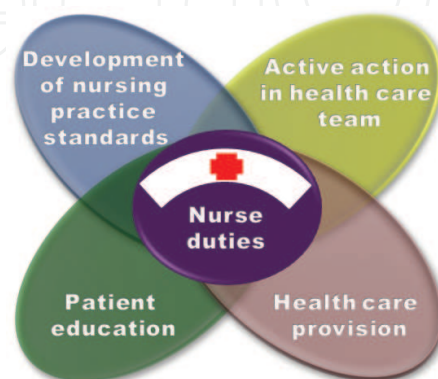 Development
of nursing
practice
standards
Active action
in health care
team
Nurse
duties
Patient
education
Health care
provision